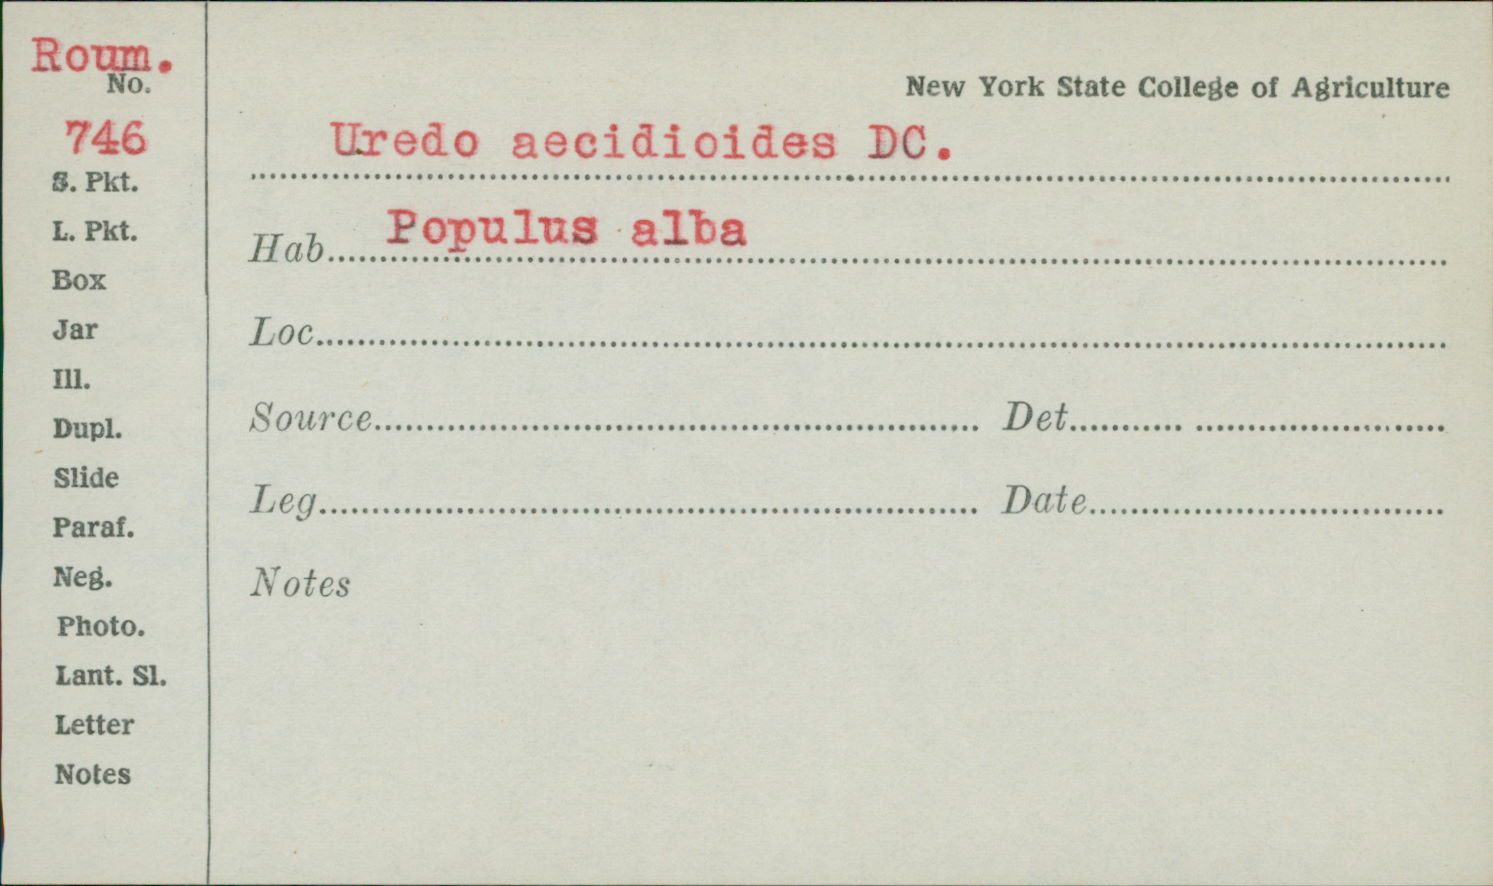 Roum.
No.
746
S. Pkt.
L. Pkt.
Box
Jar
Ill.
Dupl.
Slide
Paraf.
Neg.
Photo.
Lant. Sl.
Letter
Notes
New York State College of Agriculture
Uredo aecidioides DC.
Hab. Populus alba
Loc.
Source Det.
Leg. Date
Notes